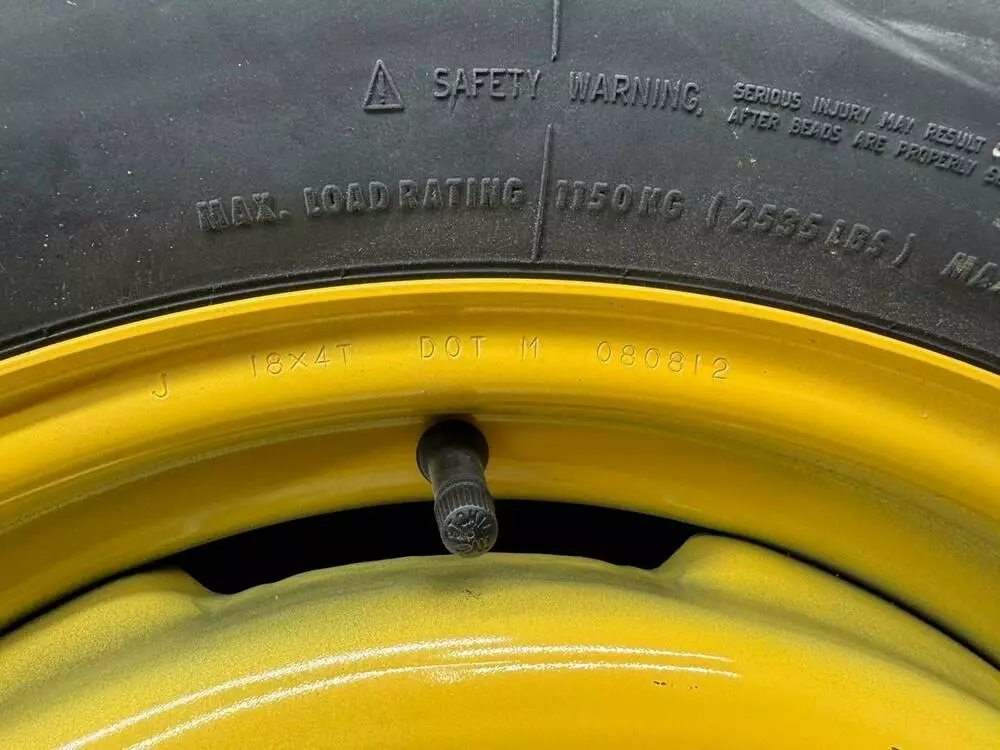 SAFETY WARNING.
SERIOUS INJURY MAY RESULT
AFTER BEADS ARE PROPERLY
MAX. LOAD RATING 1150 KG (2535 LBS)
J 18X4T DOT M 080812